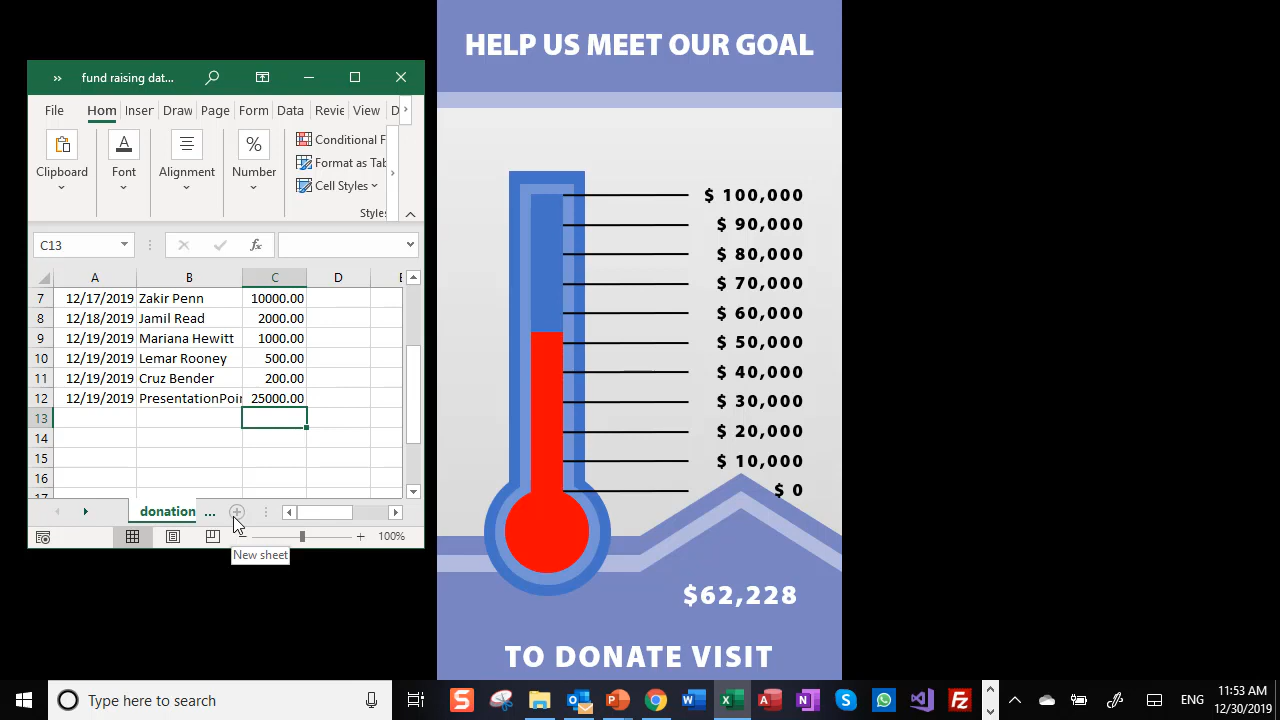 »
fund raising dat...
File
Hom
Inser
Draw
Page
Form
Data
Revie
View
D
Clipboard
Font
Alignment
%
Number
Conditional F
Format as Tab
Cell Styles
Styles
C13
fx
A B C D E
7 12/17/2019 Zakir Penn 10000.00
8 12/18/2019 Jamil Read 2000.00
9 12/19/2019 Mariana Hewitt 1000.00
10 12/19/2019 Lemar Rooney 500.00
11 12/19/2019 Cruz Bender 200.00
12 12/19/2019 PresentationPoin 25000.00
13
14
15
16
17
donation
...
100%
New sheet
HELP US MEET OUR GOAL
$ 100,000
$ 90,000
$ 80,000
$ 70,000
$ 60,000
$ 50,000
$ 40,000
$ 30,000
$ 20,000
$ 10,000
$ 0
$62,228
TO DONATE VISIT
Type here to search
ENG
11:53 AM
12/30/2019